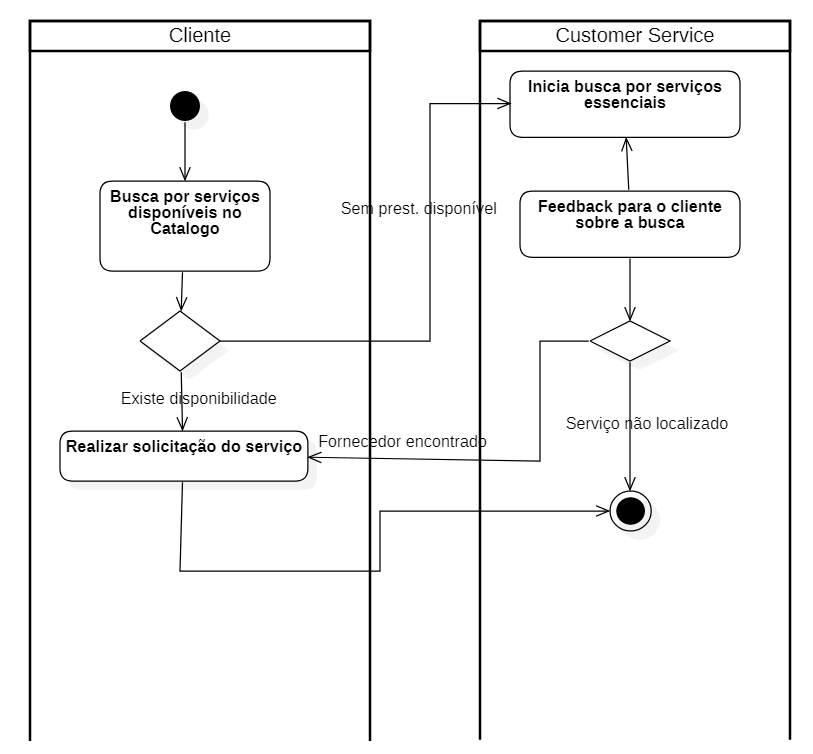 Cliente
Customer Service
Inicia busca por serviços
essenciais
Busca por serviços
disponíveis no
Catalogo
Sem prest. disponível
Feedback para o cliente
sobre a busca
Existe disponibilidade
Serviço não localizado
Realizar solicitação do serviço
Fornecedor encontrado